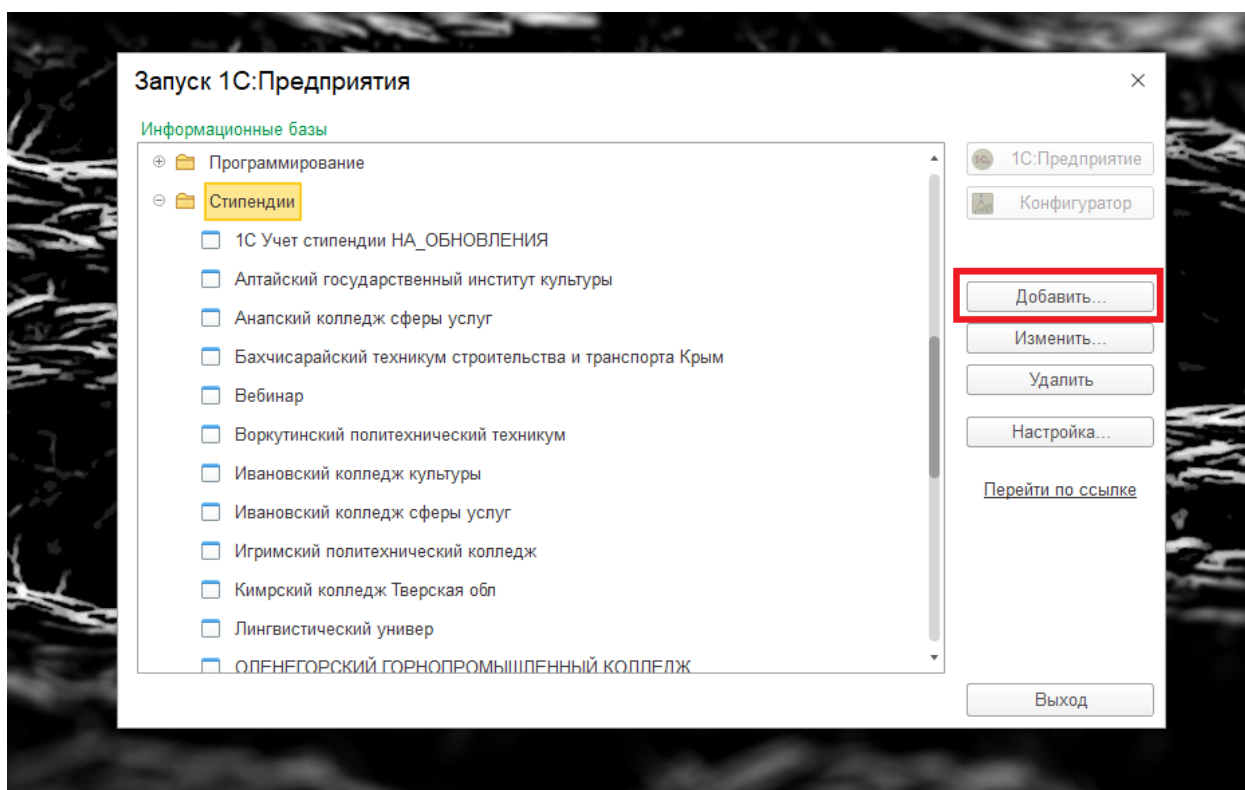 Запуск 1С:Предприятия
Информационные базы
Программирование
Стипендии
1С Учет стипендии НА_ОБНОВЛЕНИЯ
Алтайский государственный институт культуры
Анапский колледж сферы услуг
Бахчисарайский техникум строительства и транспорта Крым
Вебинар
Воркутинский политехнический техникум
Ивановский колледж культуры
Ивановский колледж сферы услуг
Игримский политехнический колледж
Кимрский колледж Тверская обл
Лингвистический универ
ОЛЕНЕГОРСКИЙ ГОРНОПРОМЫШЛЕННЫЙ КОЛЛЕДЖ
1С:Предприятие
Конфигуратор
Добавить...
Изменить...
Удалить
Настройка...
Перейти по ссылке
Выход